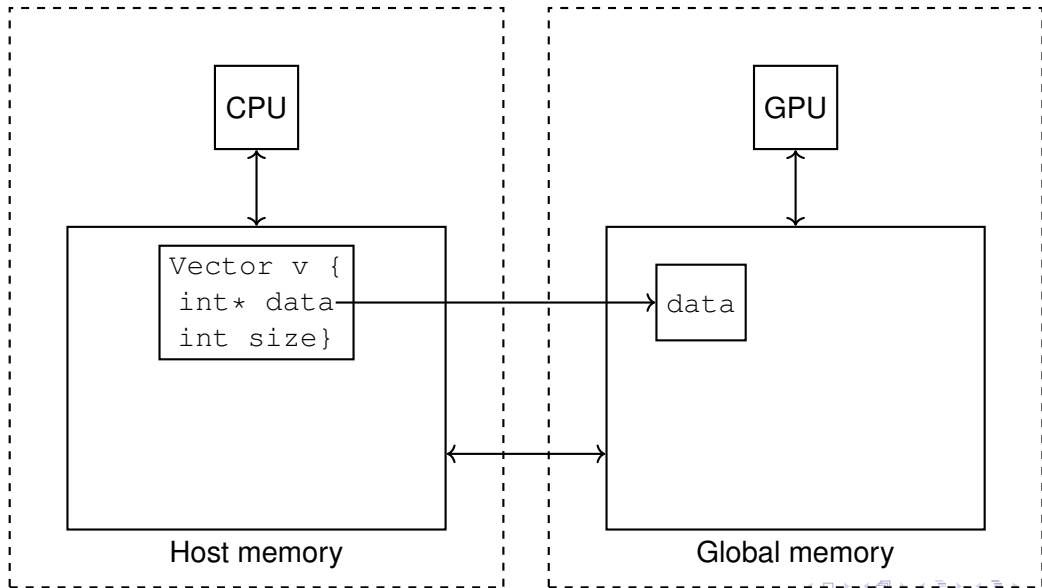 CPU
GPU
Vector v {
int* data
int size}
data
Host memory
Global memory